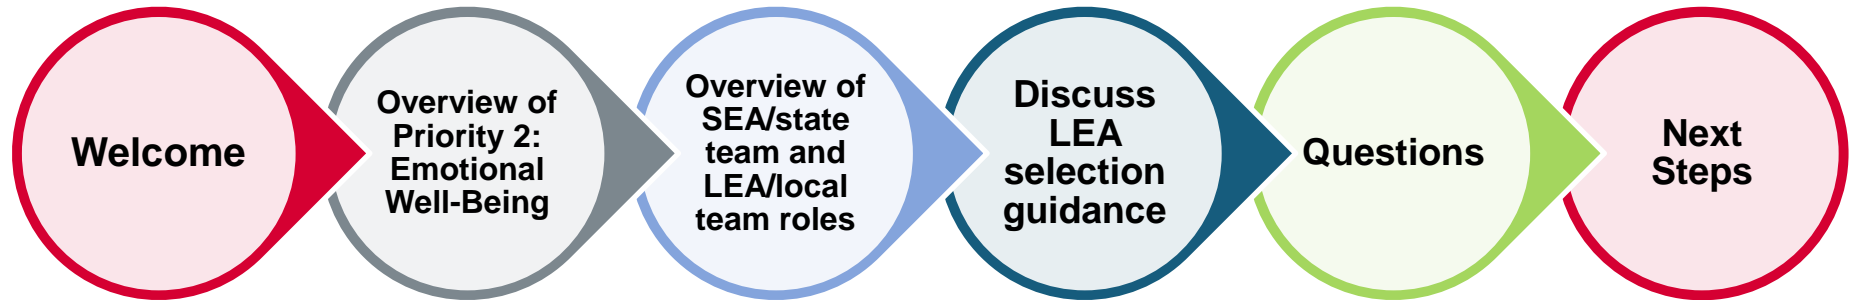 Welcome
Overview of
Priority 2:
Emotional
Well-Being
Overview of
SEA/state
team and
LEA/local
team roles
Discuss
LEA
selection
guidance
Questions
Next
Steps